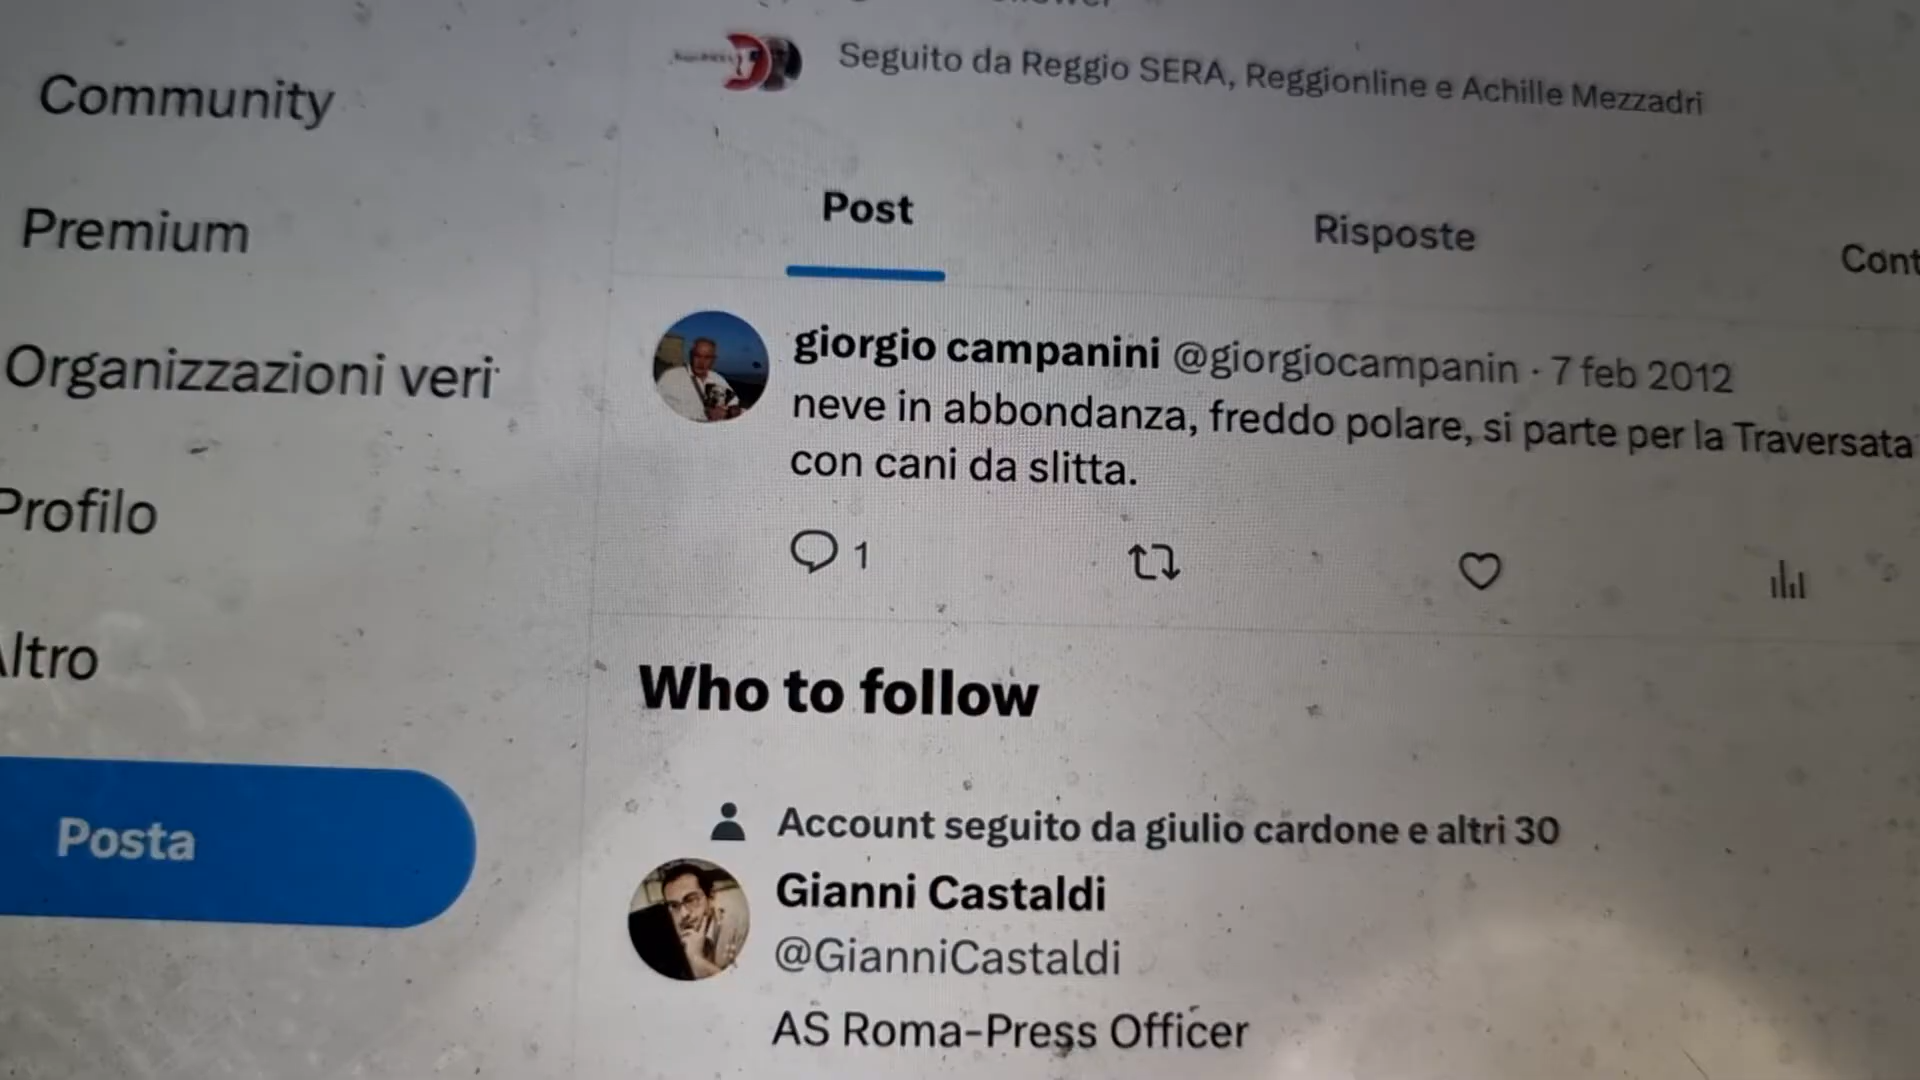 Seguito da Reggio SERA, Reggionline e Achille Mezzadri
Community
Premium
Organizzazioni veri
Profilo
Altro
Posta
Post
Risposte
Cont
giorgio campanini @giorgiocampanin · 7 feb 2012
neve in abbondanza, freddo polare, si parte per la Traversata
con cani da slitta.
1
Who to follow
Account seguito da giulio cardone e altri 30
Gianni Castaldi
@GianniCastaldi
AS Roma-Press Officer